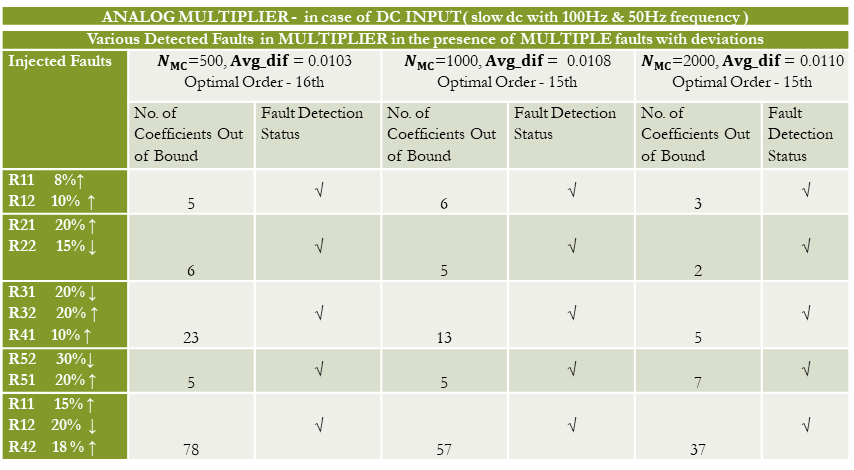 ANALOG MULTIPLIER - in case of DC INPUT( slow dc with 100Hz & 50Hz frequency )
Various Detected Faults in MULTIPLIER in the presence of MULTIPLE faults with deviations
Injected Faults
N_MC=500, Avg_dif = 0.0103
Optimal Order - 16th
N_MC=1000, Avg_dif = 0.0108
Optimal Order - 15th
N_MC=2000, Avg_dif = 0.0110
Optimal Order - 15th
No. of
Coefficients Out
of Bound
Fault Detection
Status
No. of
Coefficients Out
of Bound
Fault Detection
Status
No. of
Coefficients Out
of Bound
Fault
Detection
Status
R11 8%↑
R12 10% ↑
5
√
6
√
3
√
R21 20% ↑
R22 15% ↓
6
√
5
√
2
√
R31 20% ↓
R32 20% ↑
R41 10% ↑
23
√
13
√
5
√
R52 30%↓
R51 20% ↑
5
√
5
√
7
√
R11 15% ↑
R12 20% ↓
R42 18 % ↑
78
√
57
√
37
√